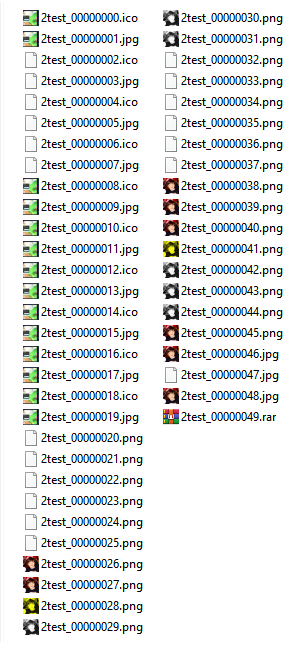 2test_00000000.ico
2test_00000001.jpg
2test_00000002.ico
2test_00000003.jpg
2test_00000004.ico
2test_00000005.jpg
2test_00000006.ico
2test_00000007.jpg
2test_00000008.ico
2test_00000009.jpg
2test_00000010.ico
2test_00000011.jpg
2test_00000012.ico
2test_00000013.jpg
2test_00000014.ico
2test_00000015.jpg
2test_00000016.ico
2test_00000017.jpg
2test_00000018.ico
2test_00000019.jpg
2test_00000020.png
2test_00000021.png
2test_00000022.png
2test_00000023.png
2test_00000024.png
2test_00000025.png
2test_00000026.png
2test_00000027.png
2test_00000028.png
2test_00000029.png
2test_00000030.png
2test_00000031.png
2test_00000032.png
2test_00000033.png
2test_00000034.png
2test_00000035.png
2test_00000036.png
2test_00000037.png
2test_00000038.png
2test_00000039.png
2test_00000040.png
2test_00000041.png
2test_00000042.png
2test_00000043.png
2test_00000044.png
2test_00000045.png
2test_00000046.jpg
2test_00000047.jpg
2test_00000048.jpg
2test_00000049.rar